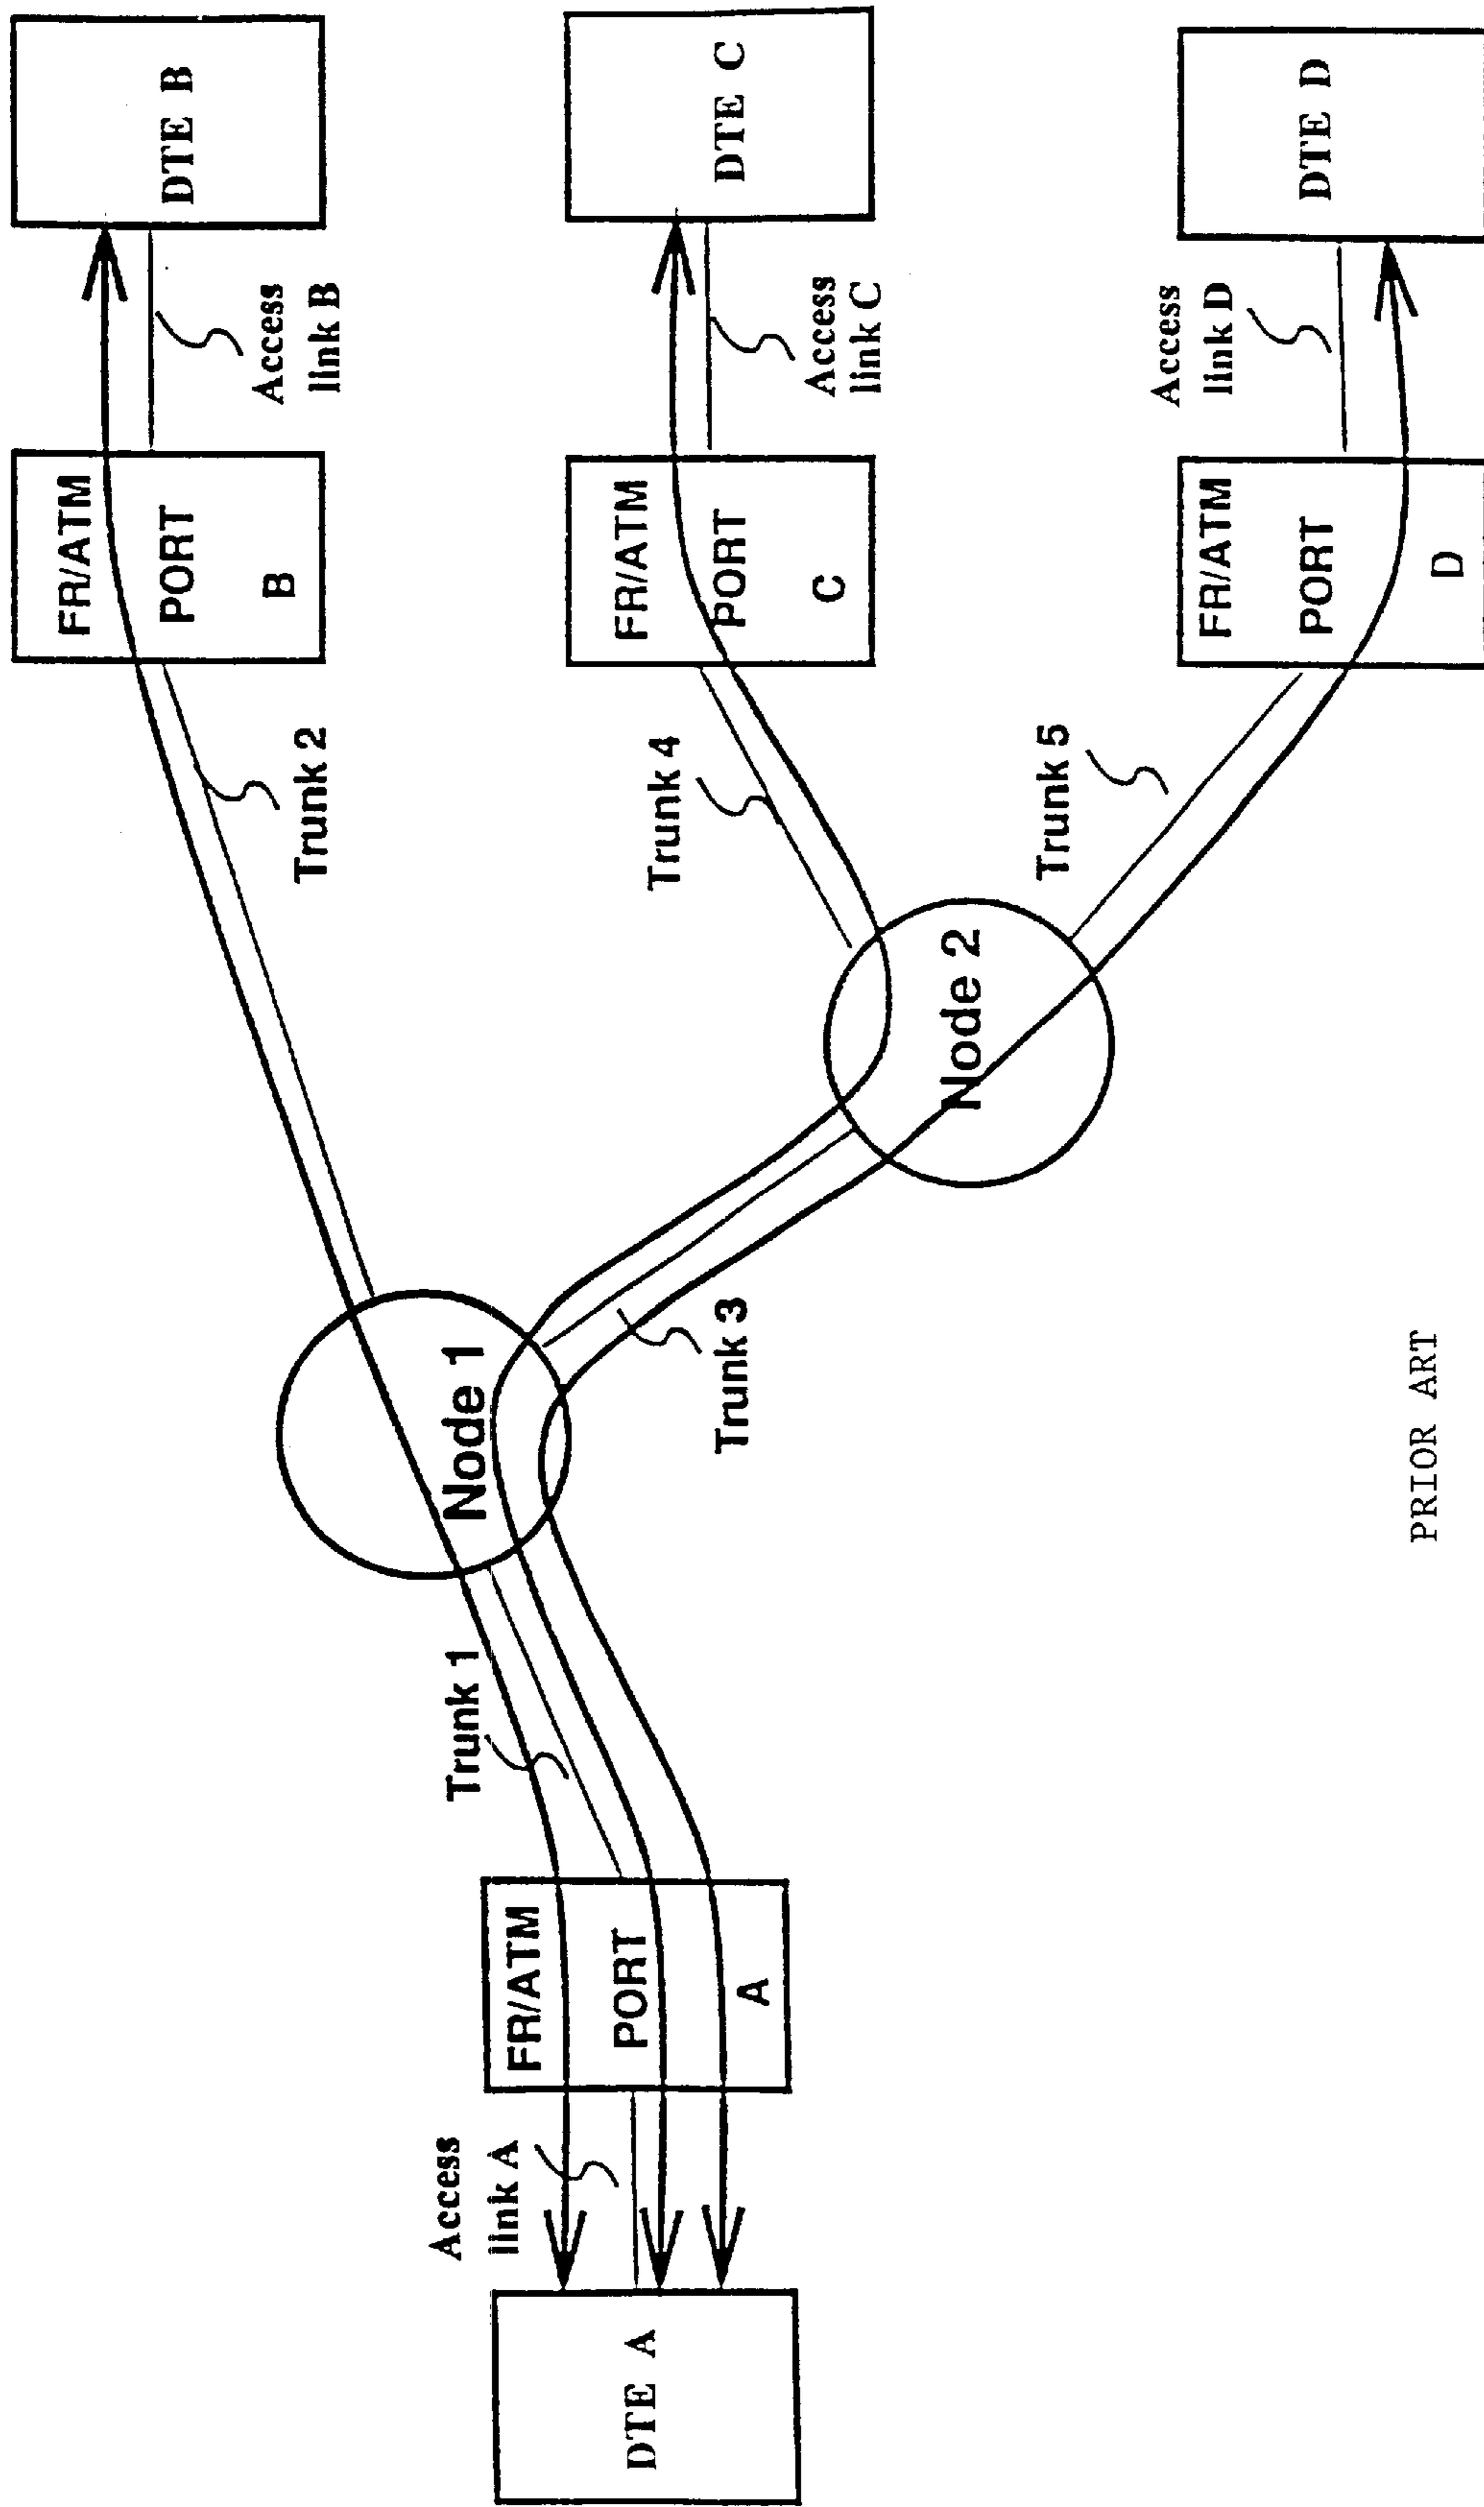 DTE A
Access
link A
FR/ATM
PORT
A
Trunk 1
Node 1
Trunk 3
Trunk 2
Node 2
Trunk 4
Trunk 5
FR/ATM
PORT
B
Access
link B
DTE B
FR/ATM
PORT
C
Access
link C
DTE C
FR/ATM
PORT
D
Access
link D
DTE D
PRIOR ART